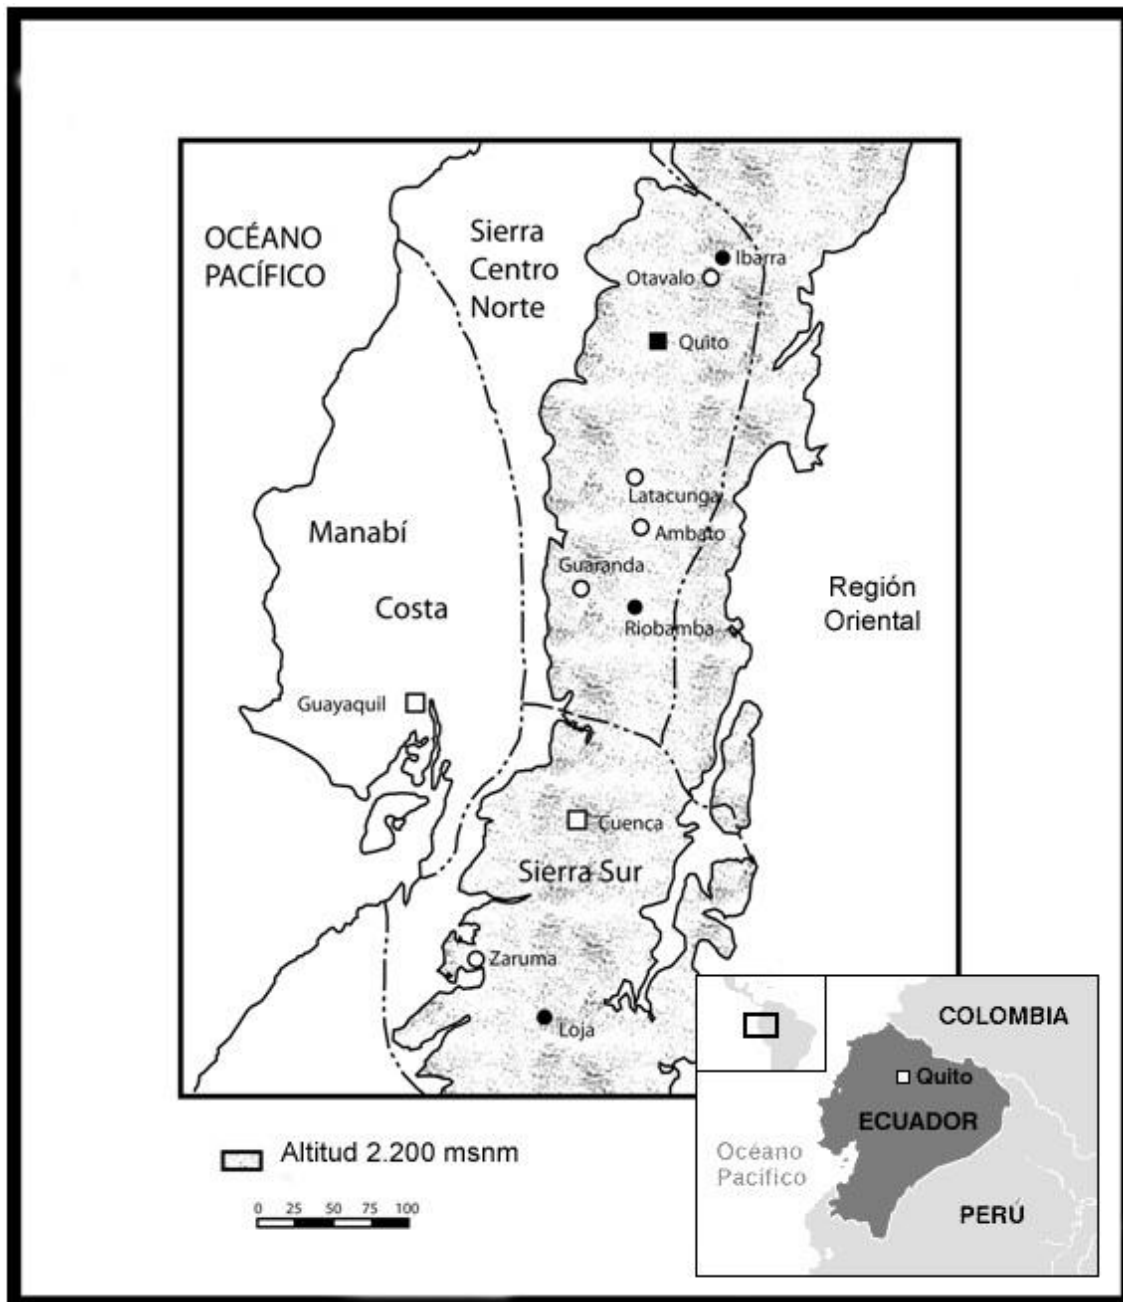 OCÉANO
PACÍFICO
Sierra
Centro
Norte
Ibarra
Otavalo
Quito
Latacunga
Manabí
Ambato
Guaranda
Costa
Riobamba
Región
Oriental
Guayaquil
Cuenca
Sierra Sur
Zaruma
Loja
COLOMBIA
Quito
ECUADOR
Océano
Pacífico
PERÚ
Altitud 2.200 msnm
0 25 50 75 100